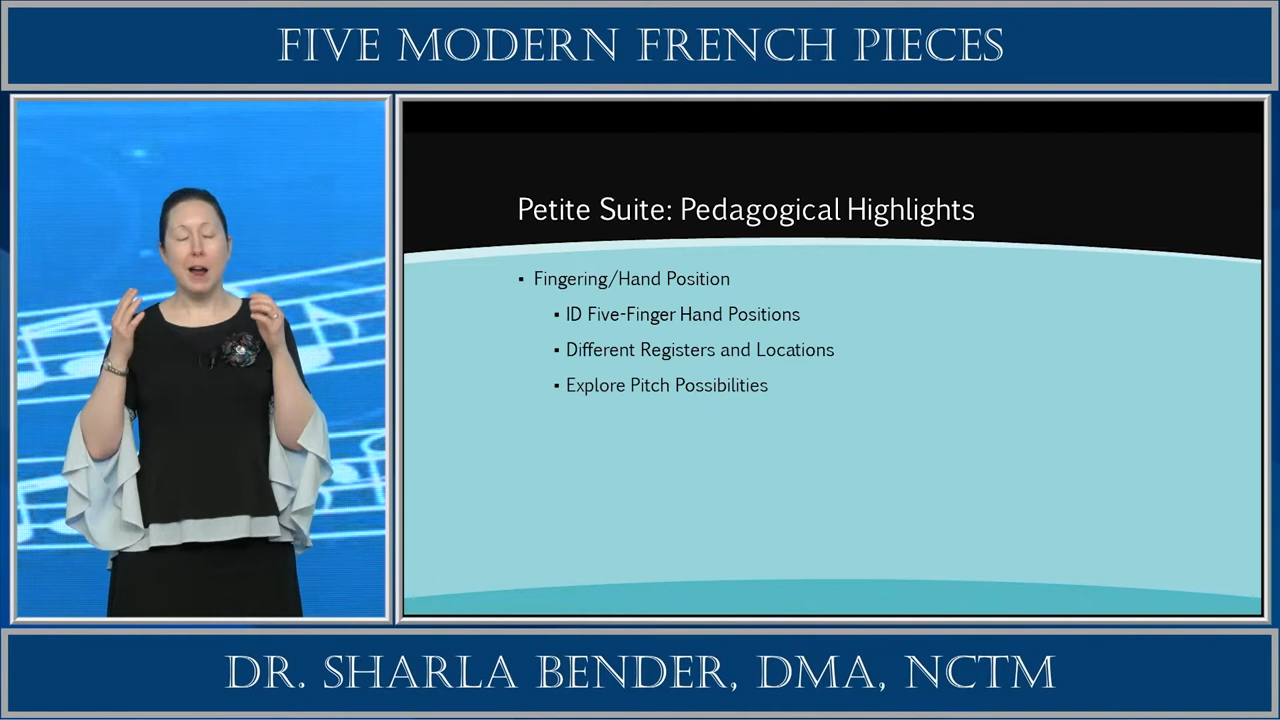 FIVE MODERN FRENCH PIECES
Petite Suite: Pedagogical Highlights
▪ Fingering/Hand Position
▪ ID Five-Finger Hand Positions
▪ Different Registers and Locations
▪ Explore Pitch Possibilities
DR. SHARLA BENDER, DMA, NCTM